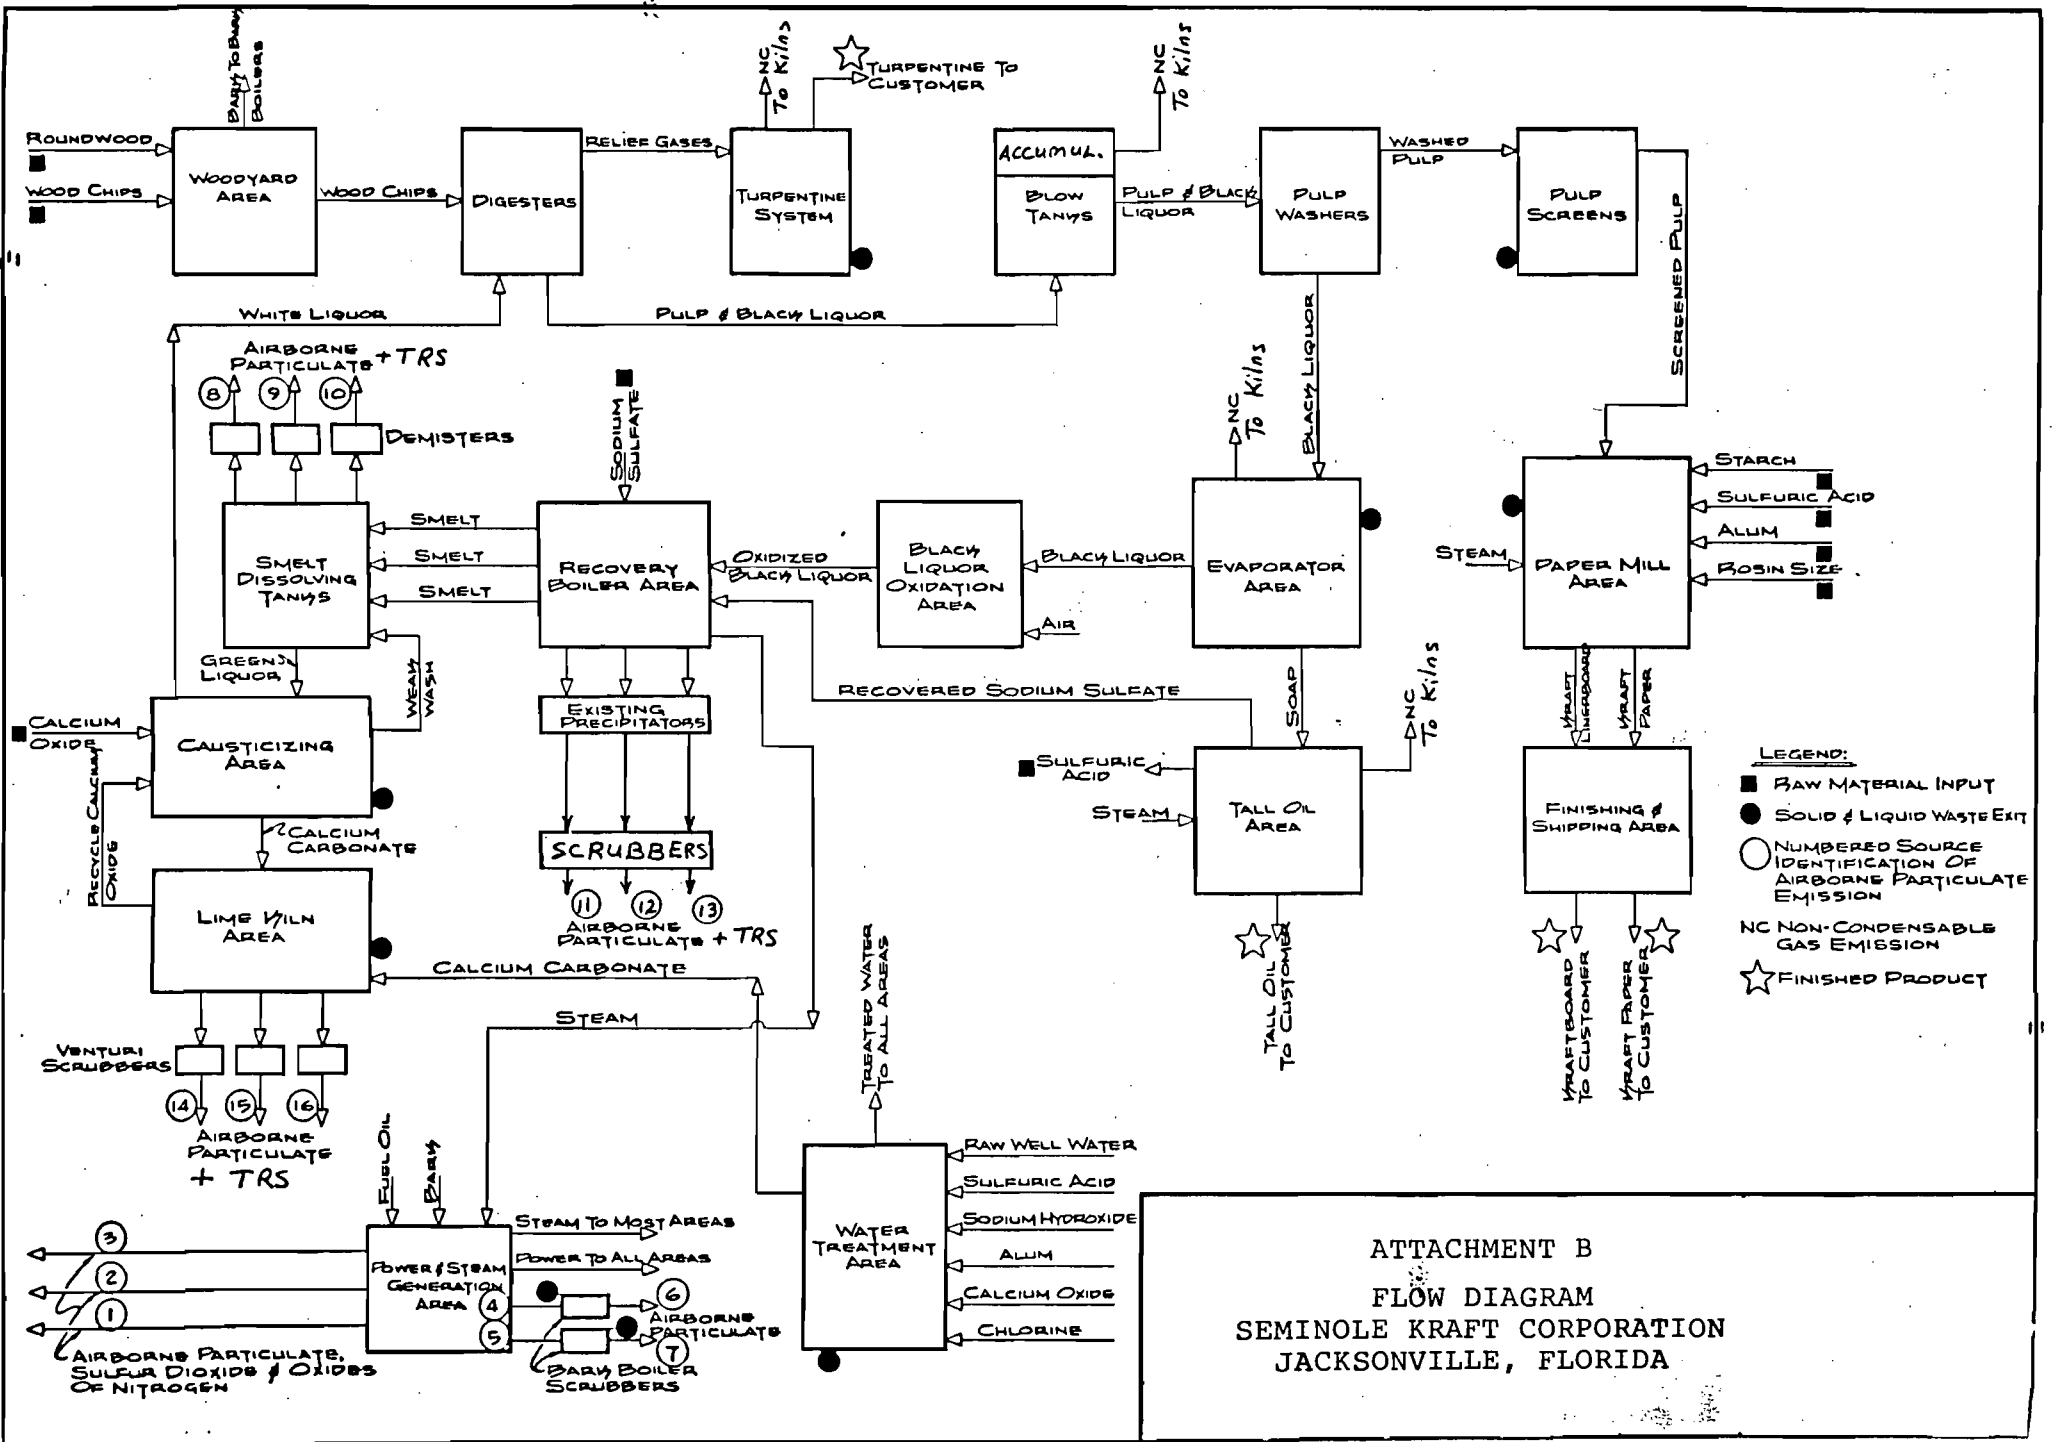 BARK TO BARK
BOILERS
NC
To Kilns
TURPENTINE TO
CUSTOMER
NC
To Kilns
ROUNDWOOD
WOOD CHIPS
WOODYARD
AREA
WOOD CHIPS
DIGESTERS
RELIEF GASES
TURPENTINE
SYSTEM
ACCUMUL.
BLOW
TANKS
PULP & BLACK
LIQUOR
PULP
WASHERS
WASHED
PULP
PULP
SCREENS
SCREENED PULP
WHITE LIQUOR
PULP & BLACK LIQUOR
BLACK LIQUOR
AIRBORNE
PARTICULATE + TRS
8
9
10
DEMISTERS
SODIUM
SULFATE
NC
To Kilns
SMELT
DISSOLVING
TANKS
SMELT
SMELT
SMELT
RECOVERY
BOILER AREA
OXIDIZED
BLACK LIQUOR
BLACK
LIQUOR
OXIDATION
AREA
BLACK LIQUOR
AIR
EVAPORATOR
AREA
STEAM
PAPER MILL
AREA
STARCH
SULFURIC ACID
ALUM
ROSIN SIZE
GREEN
LIQUOR
WEAK
WASH
EXISTING
PRECIPITATORS
RECOVERED SODIUM SULFATE
SOAP
NC
To Kilns
KRAFT
LINERBOARD
KRAFT
PAPER
CALCIUM
OXIDE
CAUSTICIZING
AREA
RECYCLE CALCIUM
OXIDE
CALCIUM
CARBONATE
SULFURIC
ACID
STEAM
TALL OIL
AREA
FINISHING &
SHIPPING AREA
LEGEND:
RAW MATERIAL INPUT
SOLID & LIQUID WASTE EXIT
NUMBERED SOURCE
IDENTIFICATION OF
AIRBORNE PARTICULATE
EMISSION
NC NON-CONDENSABLE
GAS EMISSION
FINISHED PRODUCT
SCRUBBERS
11
12
13
AIRBORNE
PARTICULATE + TRS
LIME KILN
AREA
CALCIUM CARBONATE
STEAM
TREATED WATER
TO ALL AREAS
TALL OIL
TO CUSTOMER
KRAFTBOARD
TO CUSTOMER
KRAFT PAPER
TO CUSTOMER
VENTURI
SCRUBBERS
14
15
16
AIRBORNE
PARTICULATE
+ TRS
FUEL OIL
BARK
3
2
1
AIRBORNE PARTICULATE,
SULFUR DIOXIDE & OXIDES
OF NITROGEN
POWER & STEAM
GENERATION
AREA
STEAM TO MOST AREAS
POWER TO ALL AREAS
4
5
6
AIRBORNE
PARTICULATE
7
BARK BOILER
SCRUBBERS
WATER
TREATMENT
AREA
RAW WELL WATER
SULFURIC ACID
SODIUM HYDROXIDE
ALUM
CALCIUM OXIDE
CHLORINE
ATTACHMENT B
FLOW DIAGRAM
SEMINOLE KRAFT CORPORATION
JACKSONVILLE, FLORIDA